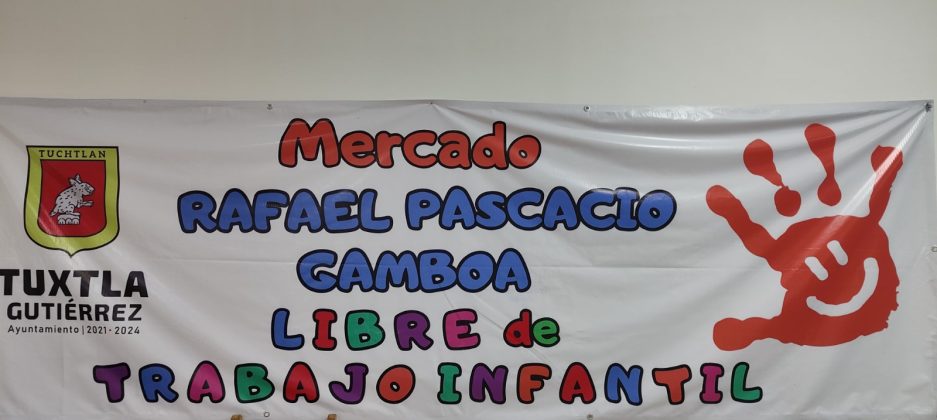 TUCHTLAN
TUXTLA
GUTIÉRREZ
Ayuntamiento | 2021 - 2024
Mercado
RAFAEL PASCACIO
GAMBOA
LIBRE de
TRABAJO INFANTIL